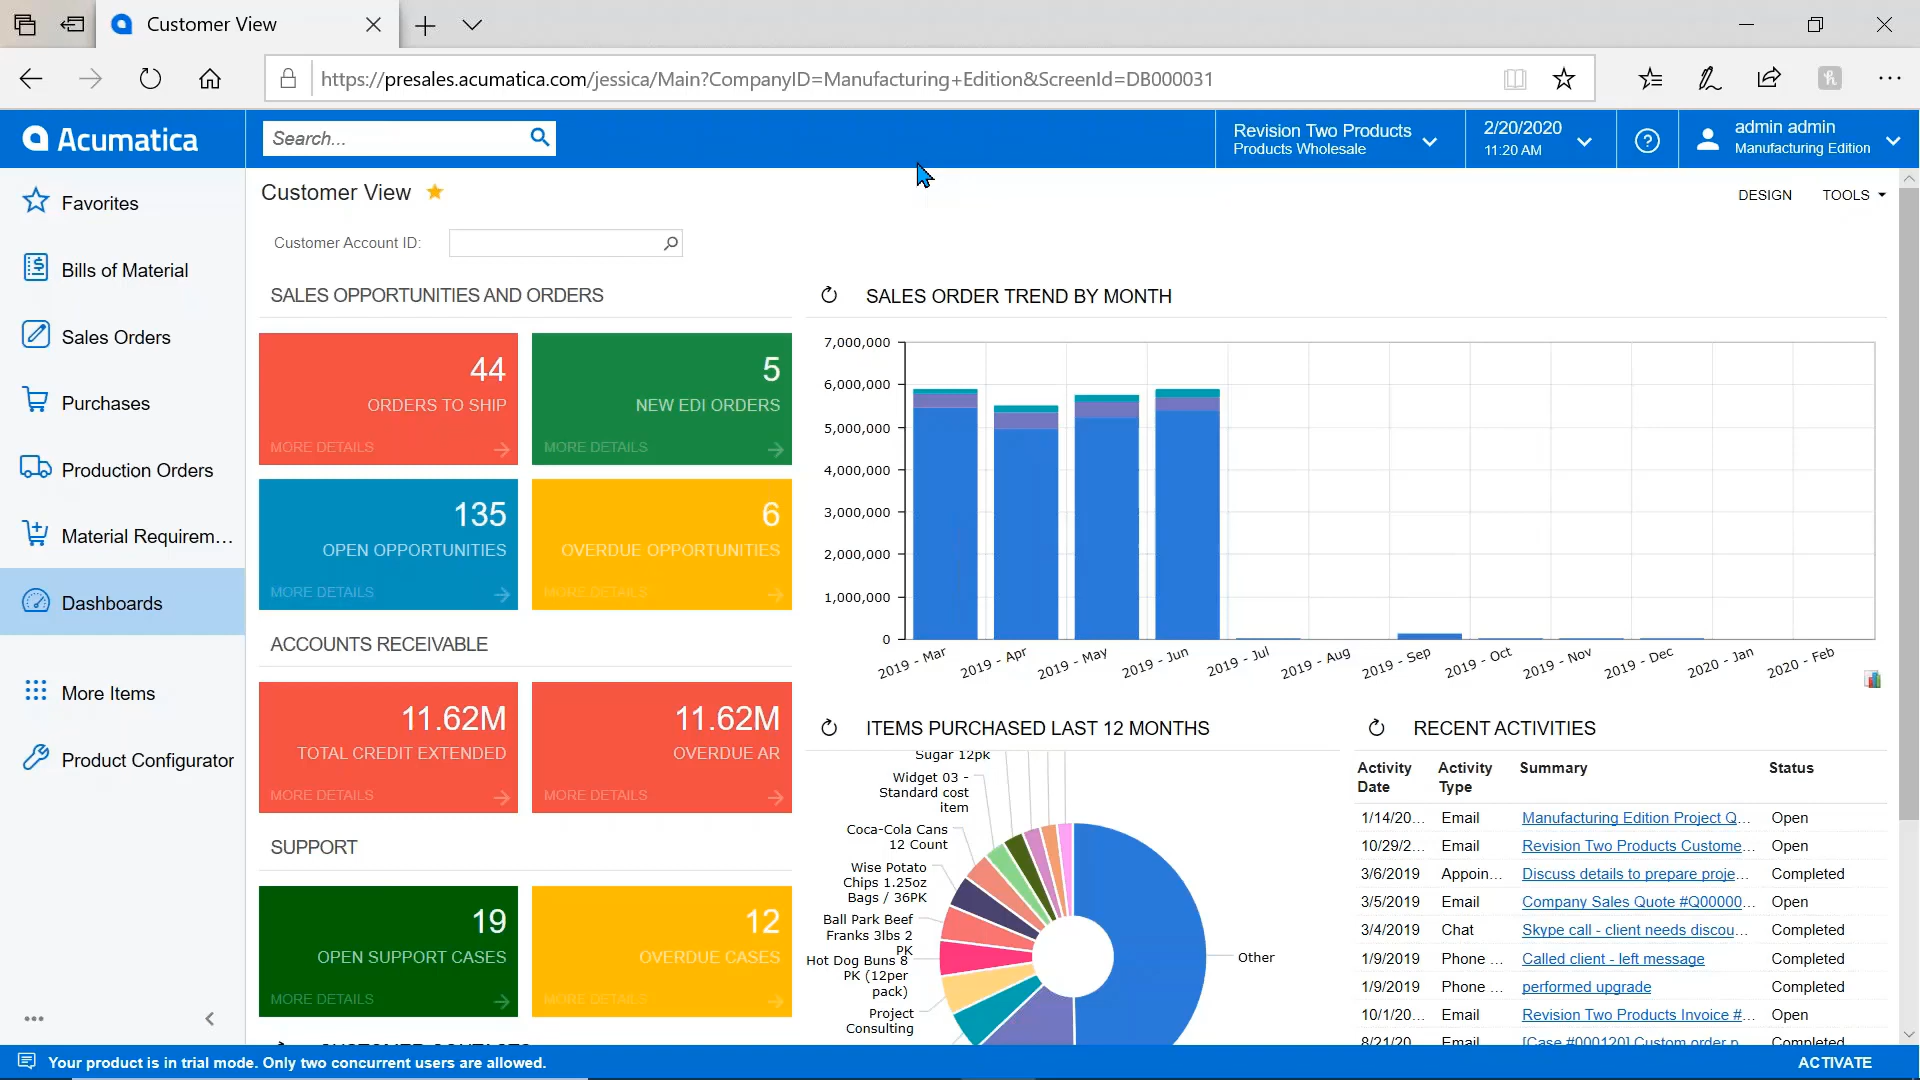 Customer View
https://presales.acumatica.com/jessica/Main?CompanyID=Manufacturing+Edition&ScreenId=DB000031
Acumatica
Search...
Revision Two Products
Products Wholesale
2/20/2020
11:20 AM
admin admin
Manufacturing Edition
Favorites
Bills of Material
Sales Orders
Purchases
Production Orders
Material Requirem...
Dashboards
More Items
Product Configurator
Customer View
DESIGN
TOOLS
Customer Account ID:
SALES OPPORTUNITIES AND ORDERS
44
ORDERS TO SHIP
MORE DETAILS
5
NEW EDI ORDERS
MORE DETAILS
135
OPEN OPPORTUNITIES
MORE DETAILS
6
OVERDUE OPPORTUNITIES
MORE DETAILS
ACCOUNTS RECEIVABLE
11.62M
TOTAL CREDIT EXTENDED
MORE DETAILS
11.62M
OVERDUE AR
MORE DETAILS
SUPPORT
19
OPEN SUPPORT CASES
MORE DETAILS
12
OVERDUE CASES
MORE DETAILS
SALES ORDER TREND BY MONTH
7,000,000
6,000,000
5,000,000
4,000,000
3,000,000
2,000,000
1,000,000
0
2019 - Mar
2019 - Apr
2019 - May
2019 - Jun
2019 - Jul
2019 - Aug
2019 - Sep
2019 - Oct
2019 - Nov
2019 - Dec
2020 - Jan
2020 - Feb
ITEMS PURCHASED LAST 12 MONTHS
Sugar 12pk
Widget 03 -
Standard cost
item
Coca-Cola Cans
12 Count
Wise Potato
Chips 1.25oz
Bags / 36PK
Ball Park Beef
Franks 3lbs 2
PK
Hot Dog Buns 8
PK (12per
pack)
Project
Consulting
Other
RECENT ACTIVITIES
Activity Date Activity Type Summary Status
1/14/20... Email Manufacturing Edition Project Q... Open
10/29/2... Email Revision Two Products Custome... Open
3/6/2019 Appoin... Discuss details to prepare proje... Completed
3/5/2019 Email Company Sales Quote #Q00000... Open
3/4/2019 Chat Skype call - client needs discou... Completed
1/9/2019 Phone ... Called client - left message Completed
1/9/2019 Phone ... performed upgrade Completed
10/1/20... Email Revision Two Products Invoice #... Open
8/21/20... Email [Case #000120] Custom order p... Completed
Your product is in trial mode. Only two concurrent users are allowed.
ACTIVATE